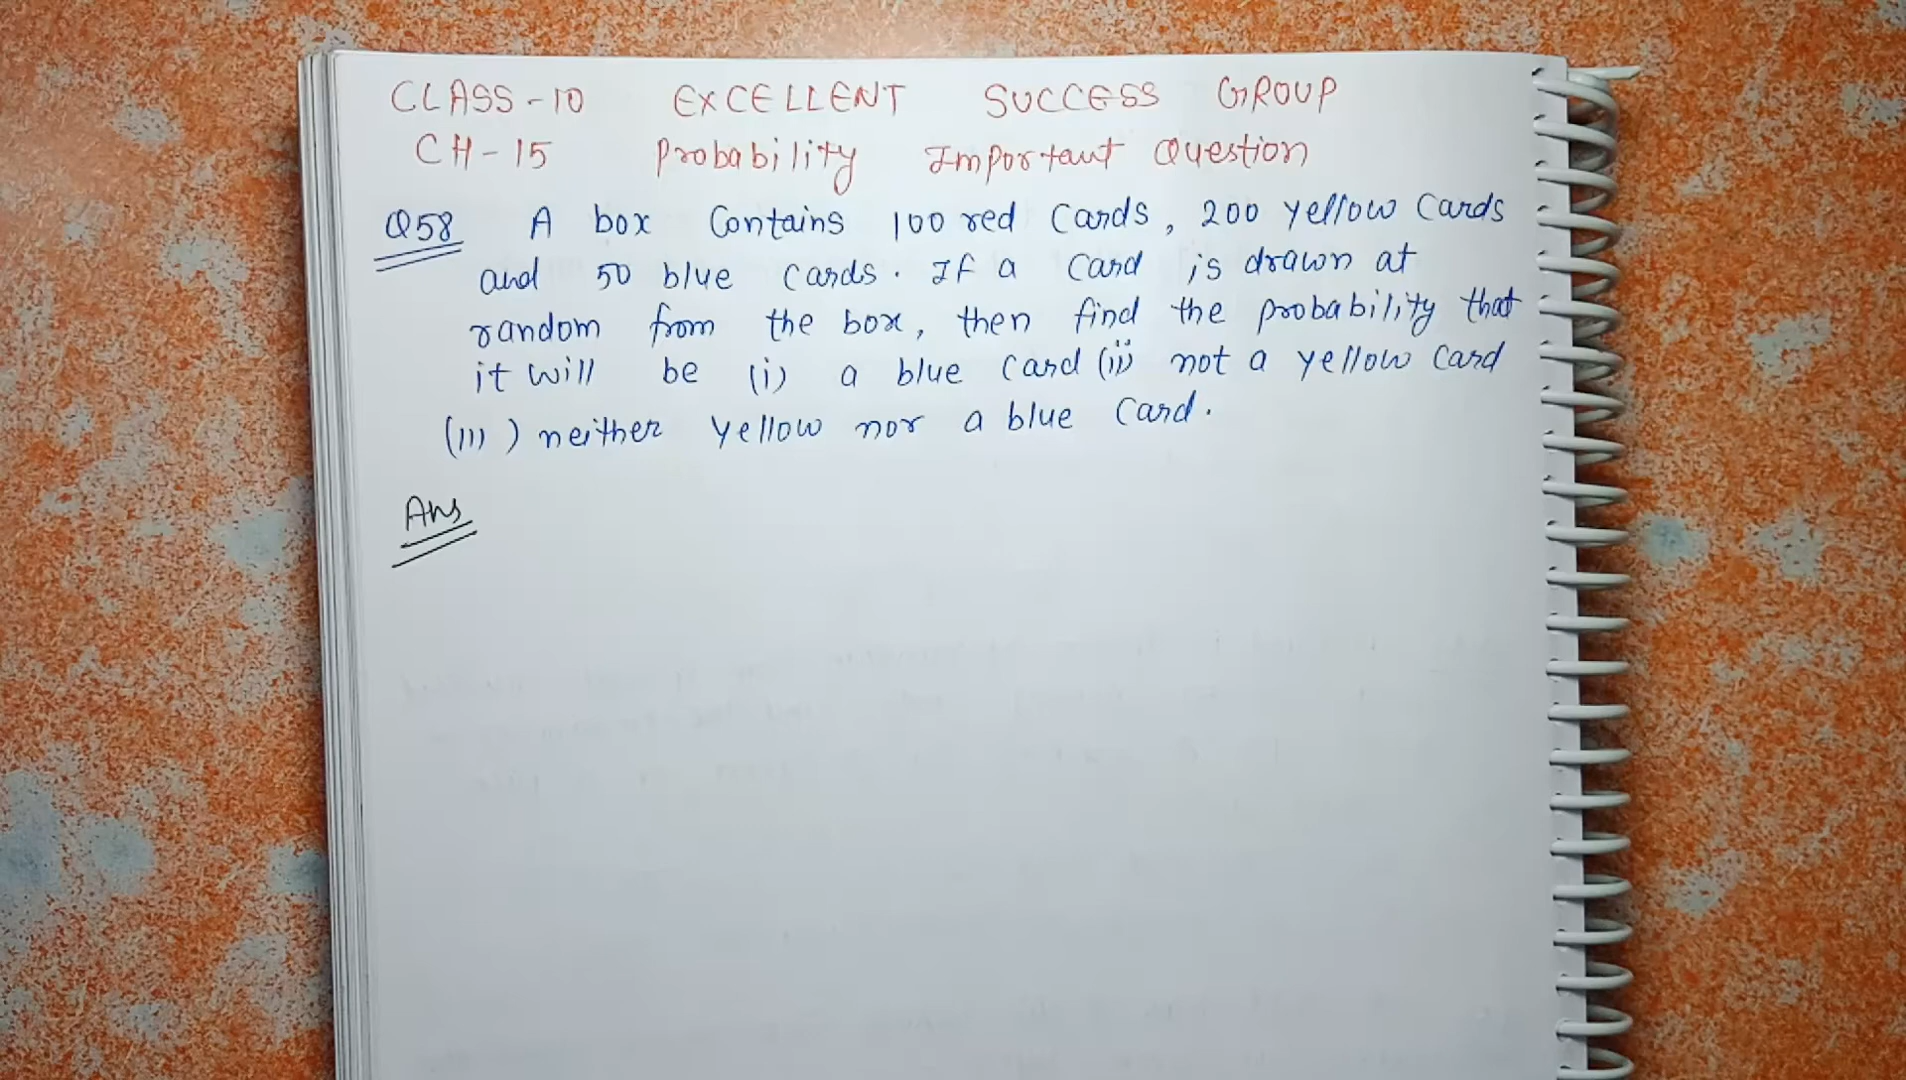 CLASS-10 EXCELLENT SUCCESS GROUP
CH-15 Probability Important Question
Q58 A box Contains 100 red Cards, 200 yellow Cards
and 50 blue cards. If a Card is drawn at
random from the box, then find the probability that
it will be (i) a blue Card (ii) not a yellow Card
(iii) neither yellow nor a blue Card.
Ans